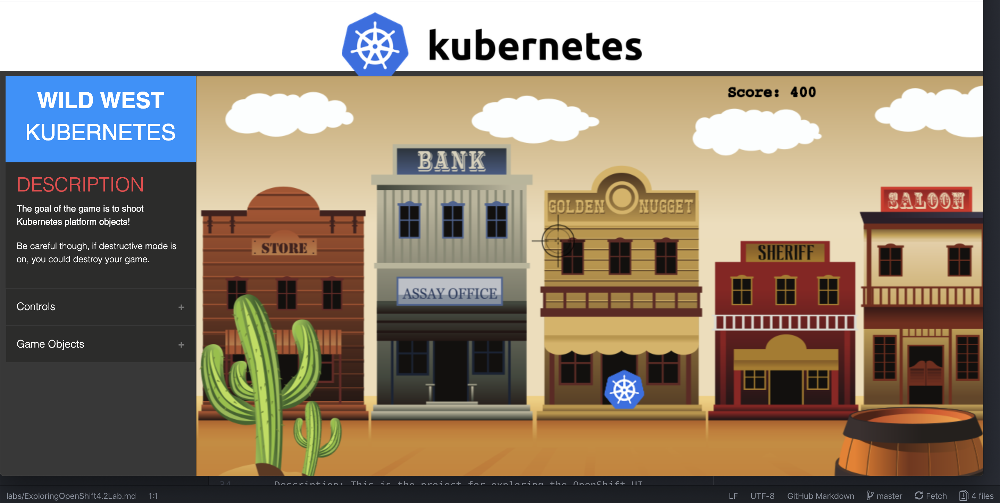 kubernetes
WILD WEST
KUBERNETES
DESCRIPTION
The goal of the game is to shoot
Kubernetes platform objects!
Be careful though, if destructive mode is
on, you could destroy your game.
Controls +
Game Objects +
Score: 400
BANK
GOLDEN NUGGET
SALOON
STORE
SHERIFF
ASSAY OFFICE
34 Description: This is the project for exploring the OpenShift UI
labs/ExploringOpenShift4.2Lab.md 1:1 LF UTF-8 GitHub Markdown master Fetch 4 files